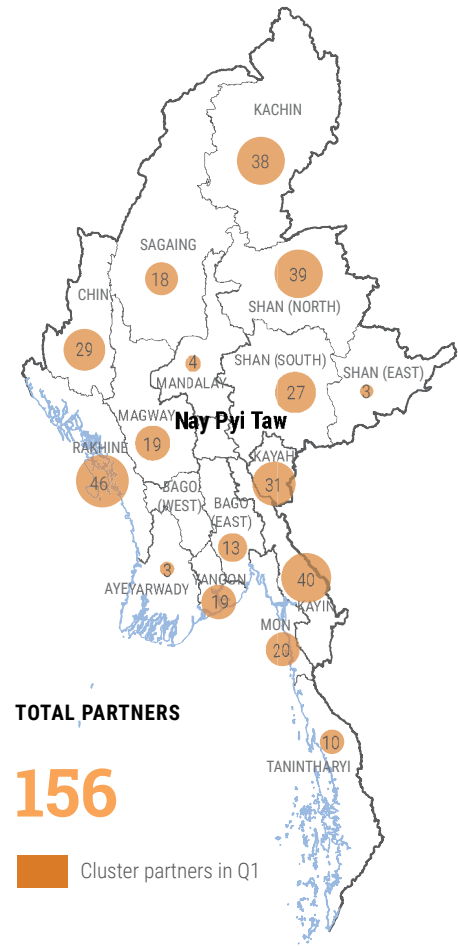 KACHIN
38
SAGAING
18
39
SHAN (NORTH)
CHIN
29
4
MANDALAY
SHAN (SOUTH)
27
SHAN (EAST)
3
MAGWAY
Nay Pyi Taw
19
RAKHINE
46
KAYAH
31
BAGO
(WEST)
BAGO
(EAST)
13
3
AYEYARWADY
YANGON
19
40
KAYIN
MON
20
TOTAL PARTNERS
10
TANINTHARYI
156
Cluster partners in Q1